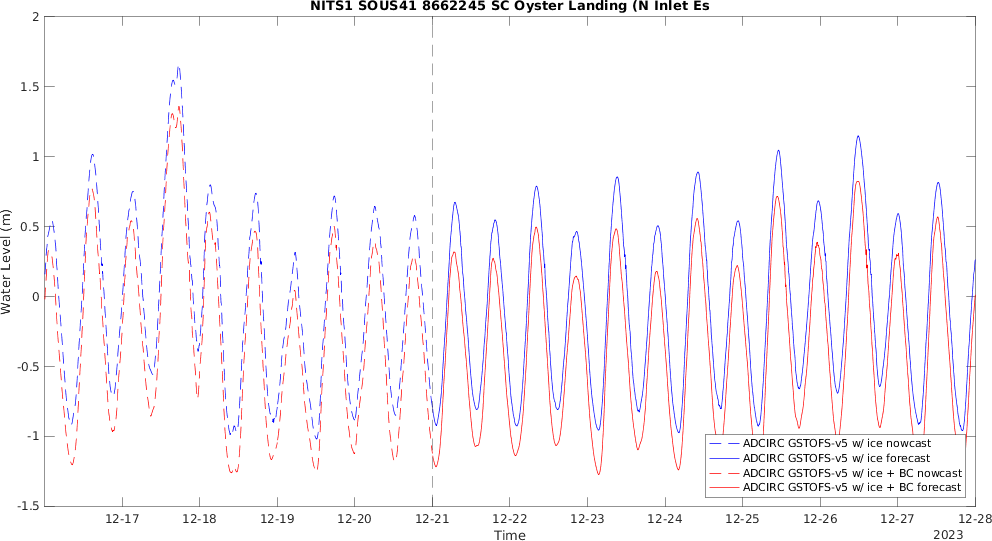 NITS1 SOUS41 8662245 SC Oyster Landing (N Inlet Es
2
1.5
1
0.5
0
-0.5
-1
-1.5
Water Level (m)
12-17 12-18 12-19 12-20 12-21 12-22 12-23 12-24 12-25 12-26 12-27 12-28
Time
2023
ADCIRC GSTOFS-v5 w/ ice nowcast
ADCIRC GSTOFS-v5 w/ ice forecast
ADCIRC GSTOFS-v5 w/ ice + BC nowcast
ADCIRC GSTOFS-v5 w/ ice + BC forecast